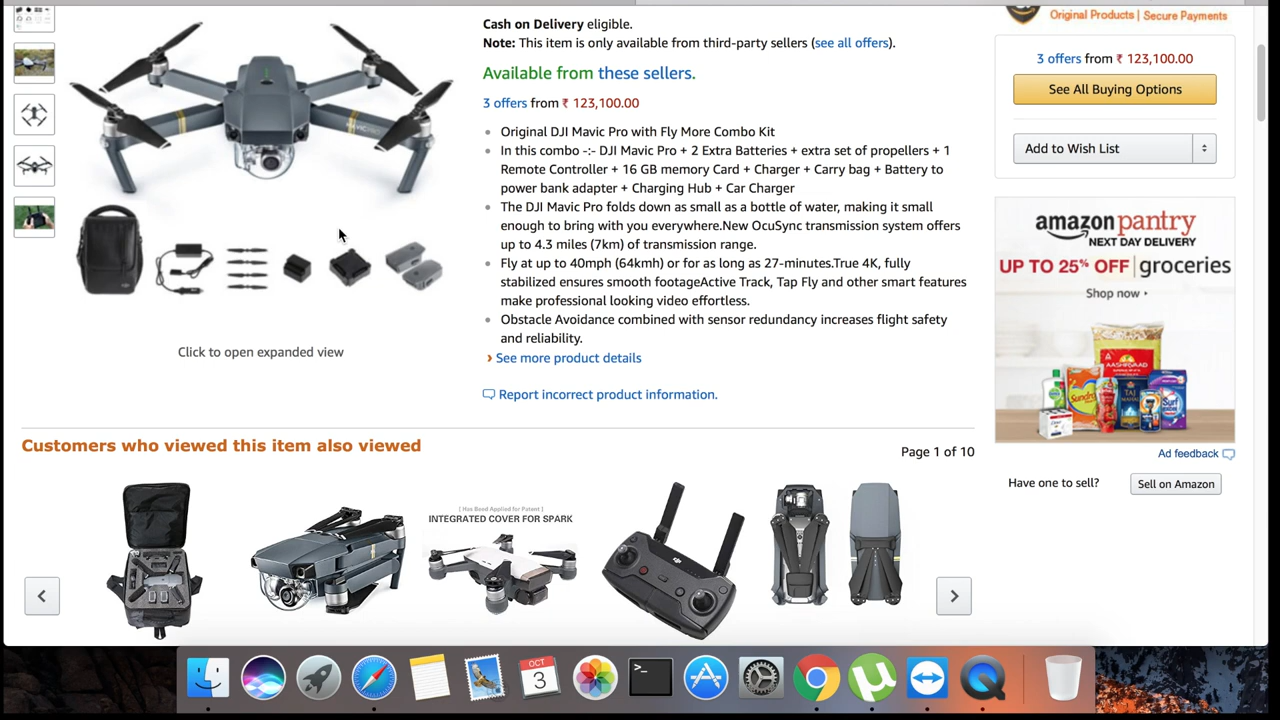 Cash on Delivery eligible.
Note: This item is only available from third-party sellers (see all offers).
Available from these sellers.
3 offers from ₹ 123,100.00
Original DJI Mavic Pro with Fly More Combo Kit
In this combo -:- DJI Mavic Pro + 2 Extra Batteries + extra set of propellers + 1
Remote Controller + 16 GB memory Card + Charger + Carry bag + Battery to
power bank adapter + Charging Hub + Car Charger
The DJI Mavic Pro folds down as small as a bottle of water, making it small
enough to bring with you everywhere.New OcuSync transmission system offers
up to 4.3 miles (7km) of transmission range.
Fly at up to 40mph (64kmh) or for as long as 27-minutes.True 4K, fully
stabilized ensures smooth footageActive Track, Tap Fly and other smart features
make professional looking video effortless.
Obstacle Avoidance combined with sensor redundancy increases flight safety
and reliability.
› See more product details
Report incorrect product information.
Click to open expanded view
Original Products | Secure Payments
3 offers from ₹ 123,100.00
See All Buying Options
Add to Wish List
amazon pantry
NEXT DAY DELIVERY
UP TO 25% OFF groceries
Shop now
AASHIRVAAD
TAJ
MAHAL
Surf
Ad feedback
Have one to sell?
Sell on Amazon
Customers who viewed this item also viewed
Page 1 of 10
( Has Beed Applied for Patent )
INTEGRATED COVER FOR SPARK
OCT
3
>_